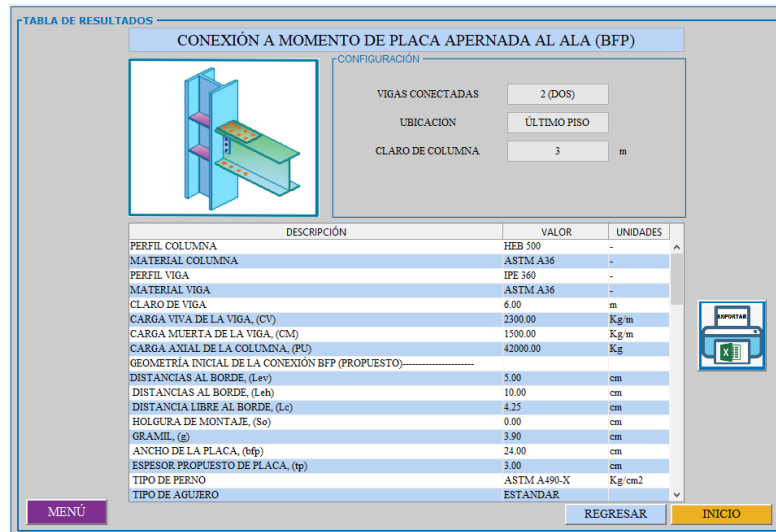 TABLA DE RESULTADOS
CONEXIÓN A MOMENTO DE PLACA APERNADA AL ALA (BFP)
CONFIGURACIÓN
VIGAS CONECTADAS 2 (DOS)
UBICACIÓN ÚLTIMO PISO
CLARO DE COLUMNA 3 m
DESCRIPCIÓN VALOR UNIDADES
PERFIL COLUMNA HEB 500 -
MATERIAL COLUMNA ASTM A36 -
PERFIL VIGA IPE 360 -
MATERIAL VIGA ASTM A36 -
CLARO DE VIGA 6.00 m
CARGA VIVA DE LA VIGA, (CV) 2300.00 Kg/m
CARGA MUERTA DE LA VIGA, (CM) 1500.00 Kg/m
CARGA AXIAL DE LA COLUMNA, (PU) 42000.00 Kg
GEOMETRÍA INICIAL DE LA CONEXIÓN BFP (PROPUESTO)----------------------
DISTANCIAS AL BORDE, (Lev) 5.00 cm
DISTANCIAS AL BORDE, (Leh) 10.00 cm
DISTANCIA LIBRE AL BORDE, (Lc) 4.25 cm
HOLGURA DE MONTAJE, (So) 0.00 cm
GRAMIL, (g) 3.90 cm
ANCHO DE LA PLACA, (bfp) 24.00 cm
ESPESOR PROPUESTO DE PLACA, (tp) 3.00 cm
TIPO DE PERNO ASTM A490-X Kg/cm2
TIPO DE AGUJERO ESTANDAR
EXPORTAR
X
MENÚ
REGRESAR
INICIO